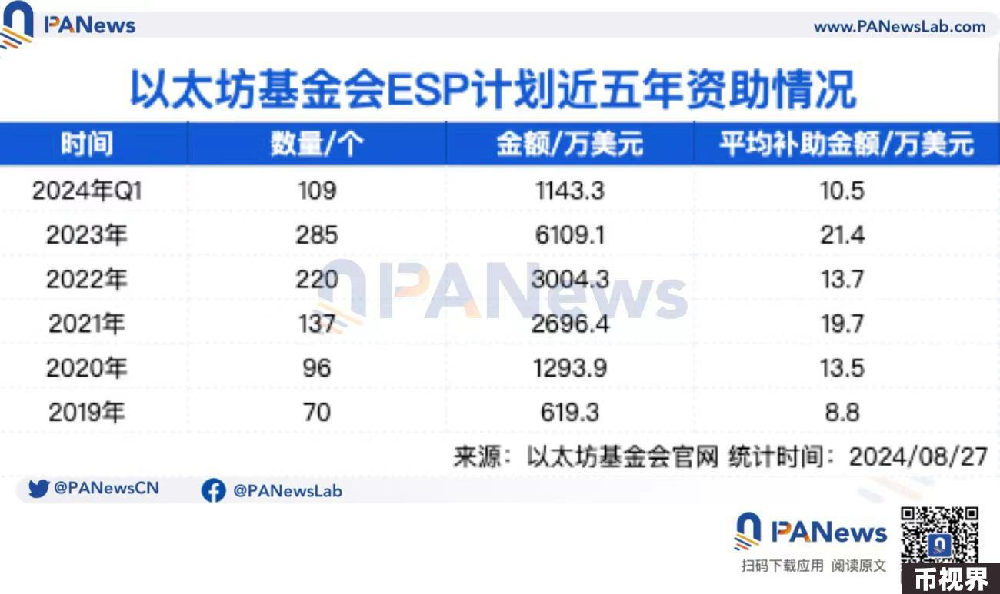 PANews
www.PANewsLab.com
以太坊基金会ESP计划近五年资助情况
时间 数量/个 金额/万美元 平均补助金额/万美元
2024年Q1 109 1143.3 10.5
2023年 285 6109.1 21.4
2022年 220 3004.3 13.7
2021年 137 2696.4 19.7
2020年 96 1293.9 13.5
2019年 70 619.3 8.8
PANews
来源：以太坊基金会官网 统计时间：2024/08/27
@PANewsCN @PANewsLab
PANews
扫码下载应用 阅读原文
币视界